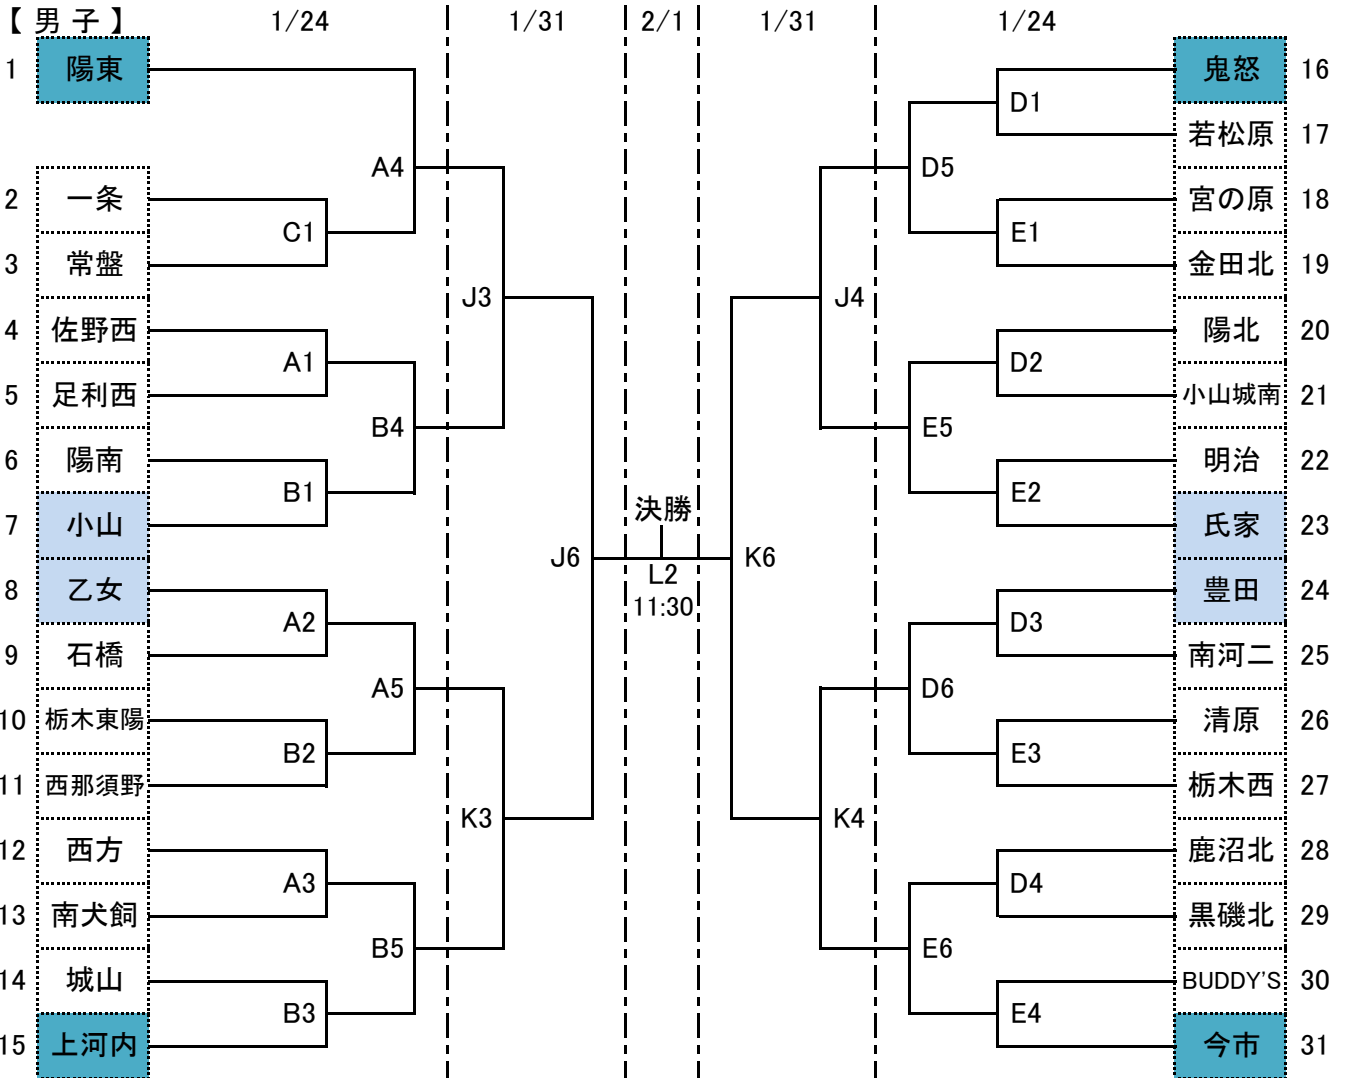 【 男 子 】 1/24 1/31 2/1 1/31 1/24
1 陽東 鬼怒 16
D1
若松原 17
A4 D5
2 一条 宮の原 18
C1 E1
3 常盤 金田北 19
J3 J4
4 佐野西 陽北 20
A1 D2
5 足利西 小山城南 21
B4 E5
6 陽南 明治 22
B1 E2
決勝
7 小山 氏家 23
J6 K6
L2
8 乙女 豊田 24
11:30
A2 D3
9 石橋 南河二 25
A5 D6
10 栃木東陽 清原 26
B2 E3
11 西那須野 栃木西 27
K3 K4
12 西方 鹿沼北 28
A3 D4
13 南犬飼 黒磯北 29
B5 E6
14 城山 BUDDY'S 30
B3 E4
15 上河内 今市 31